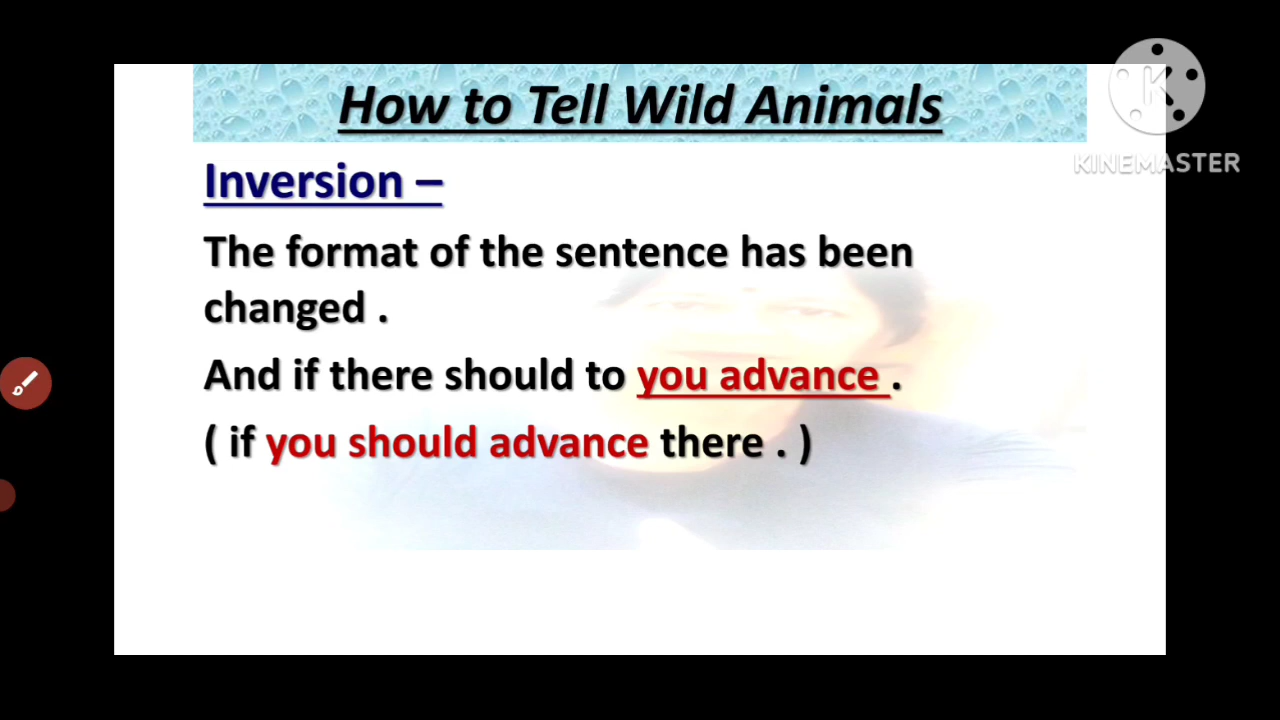 How to Tell Wild Animals
KINEMASTER
Inversion –
The format of the sentence has been
changed .
And if there should to you advance .
( if you should advance there . )